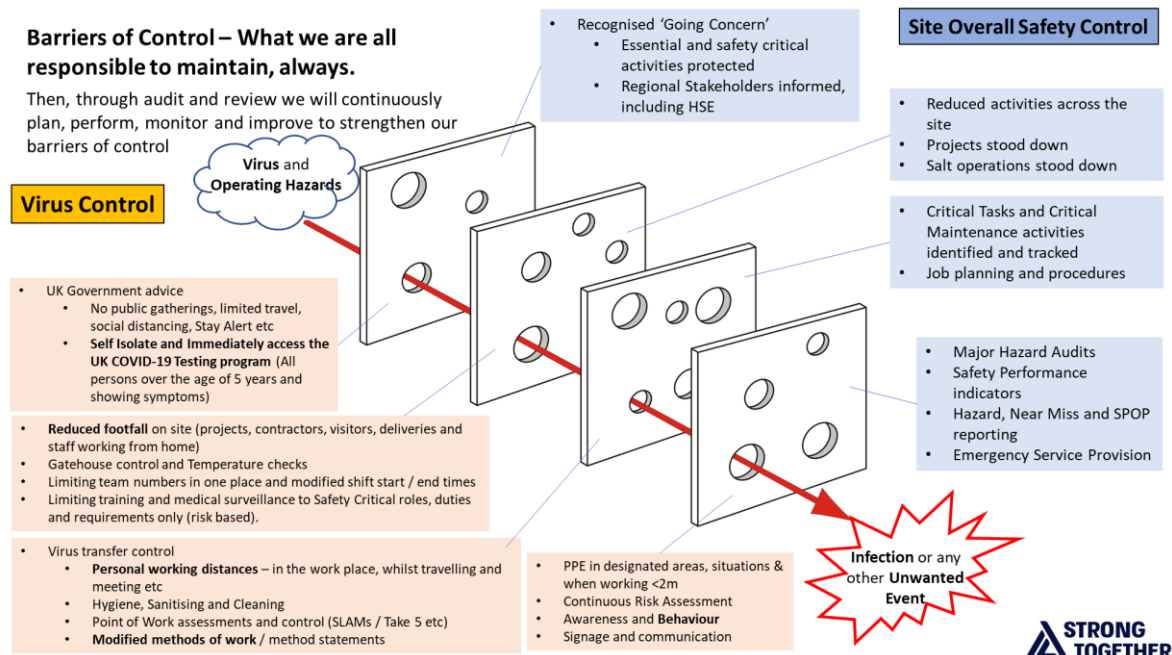 Barriers of Control – What we are all
responsible to maintain, always.
Then, through audit and review we will continuously
plan, perform, monitor and improve to strengthen our
barriers of control
Virus and
Operating Hazards
Virus Control
• Recognised ‘Going Concern’
• Essential and safety critical
activities protected
• Regional Stakeholders informed,
including HSE
Site Overall Safety Control
• Reduced activities across the
site
• Projects stood down
• Salt operations stood down
• Critical Tasks and Critical
Maintenance activities
identified and tracked
• Job planning and procedures
• Major Hazard Audits
• Safety Performance
indicators
• Hazard, Near Miss and SPOP
reporting
• Emergency Service Provision
• UK Government advice
• No public gatherings, limited travel,
social distancing, Stay Alert etc
• Self Isolate and Immediately access the
UK COVID-19 Testing program (All
persons over the age of 5 years and
showing symptoms)
• Reduced footfall on site (projects, contractors, visitors, deliveries and
staff working from home)
• Gatehouse control and Temperature checks
• Limiting team numbers in one place and modified shift start / end times
• Limiting training and medical surveillance to Safety Critical roles, duties
and requirements only (risk based).
• Virus transfer control
• Personal working distances – in the work place, whilst travelling and
meeting etc
• Hygiene, Sanitising and Cleaning
• Point of Work assessments and control (SLAMs / Take 5 etc)
• Modified methods of work / method statements
• PPE in designated areas, situations &
when working <2m
• Continuous Risk Assessment
• Awareness and Behaviour
• Signage and communication
Infection or any
other Unwanted
Event
STRONG
TOGETHER